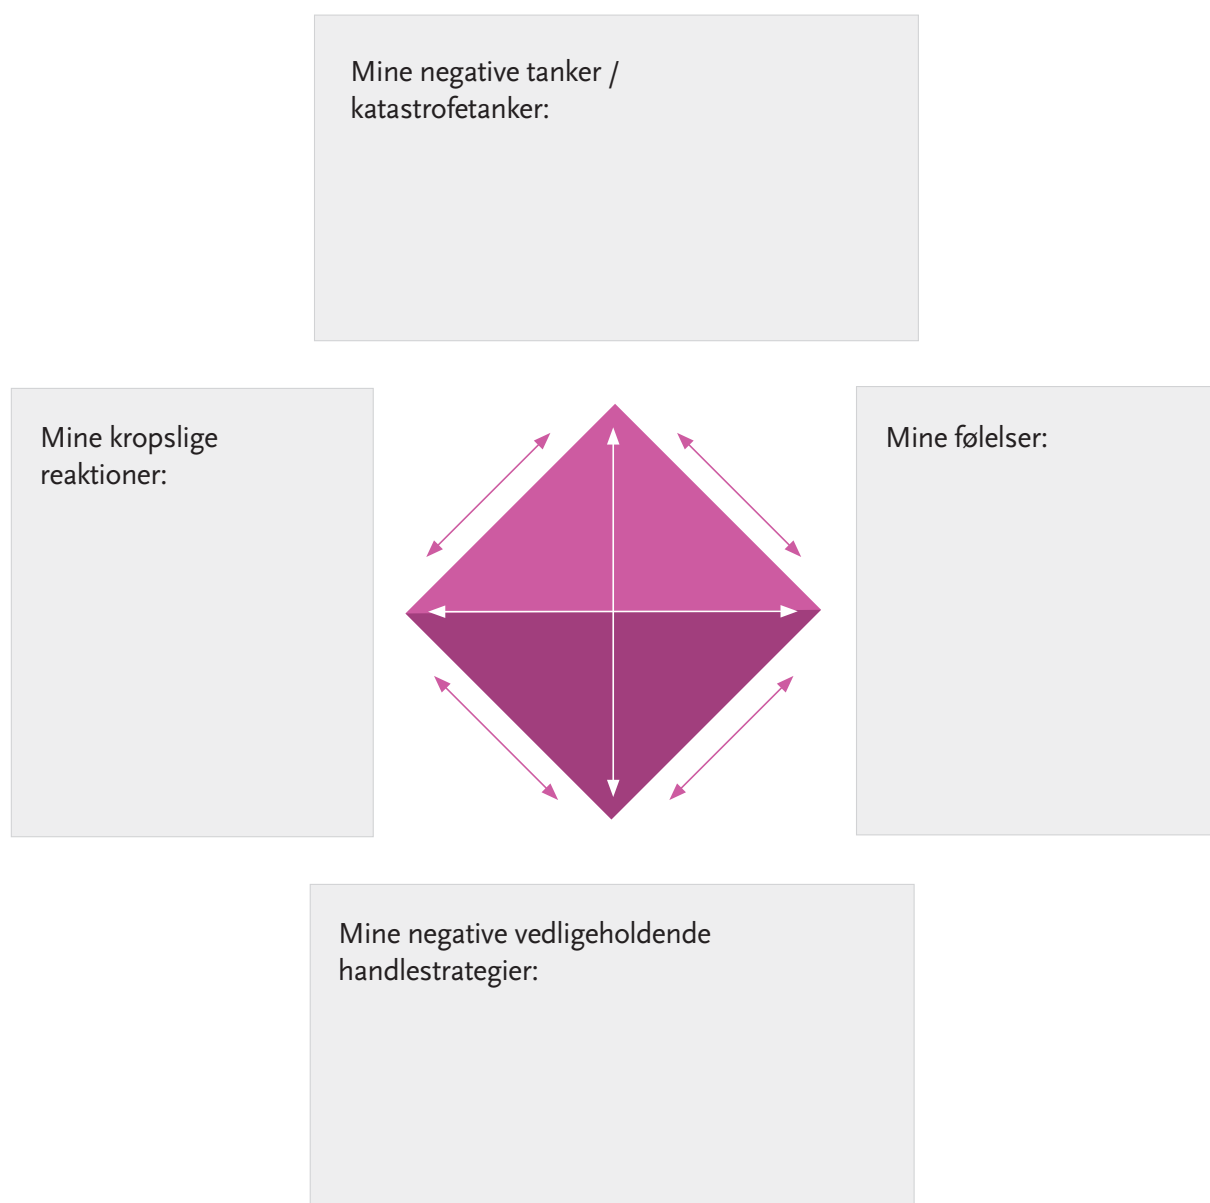 Mine negative tanker /
katastrofetanker:
Mine kropslige
reaktioner:
Mine følelser:
Mine negative vedligeholdende
handlestrategier: